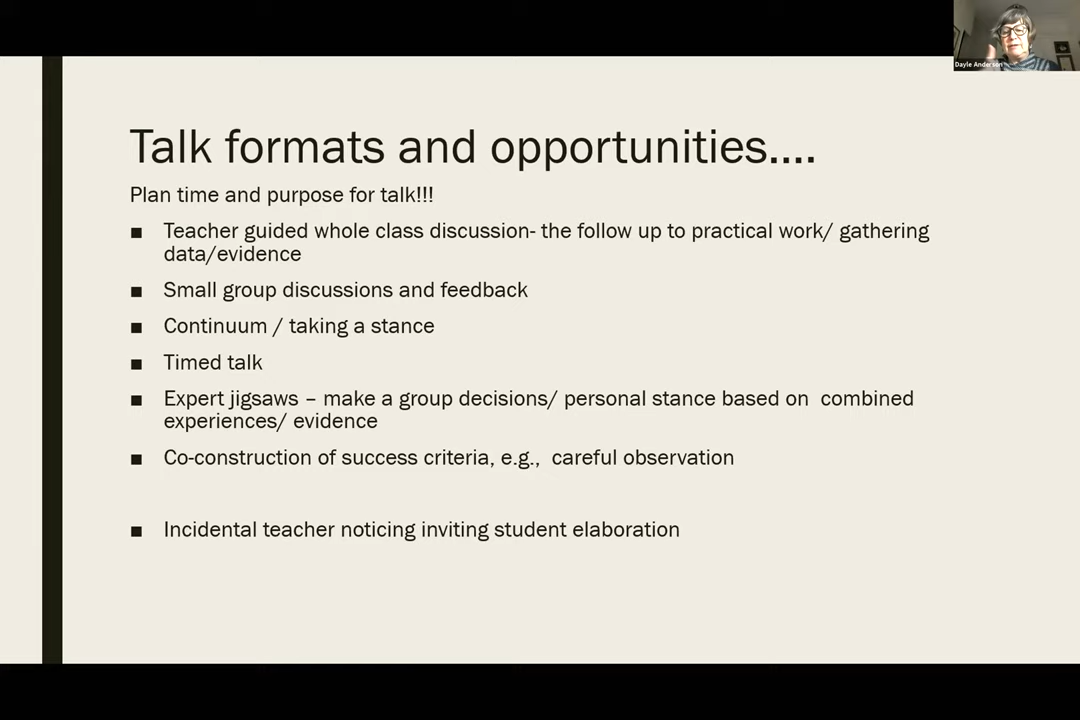 Dayle Anderson
Talk formats and opportunities....
Plan time and purpose for talk!!!
■ Teacher guided whole class discussion- the follow up to practical work/ gathering
data/evidence
■ Small group discussions and feedback
■ Continuum / taking a stance
■ Timed talk
■ Expert jigsaws – make a group decisions/ personal stance based on combined
experiences/ evidence
■ Co-construction of success criteria, e.g., careful observation
■ Incidental teacher noticing inviting student elaboration